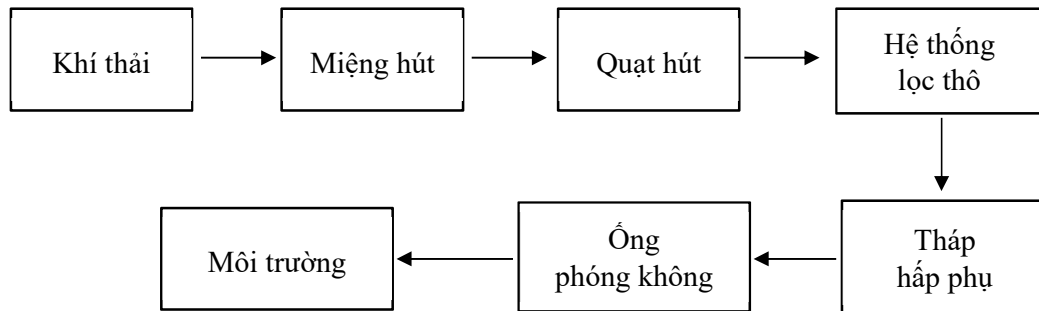 Khí thải
Miệng hút
Quạt hút
Hệ thống
lọc thô
Tháp
hấp phụ
Ống
phóng không
Môi trường